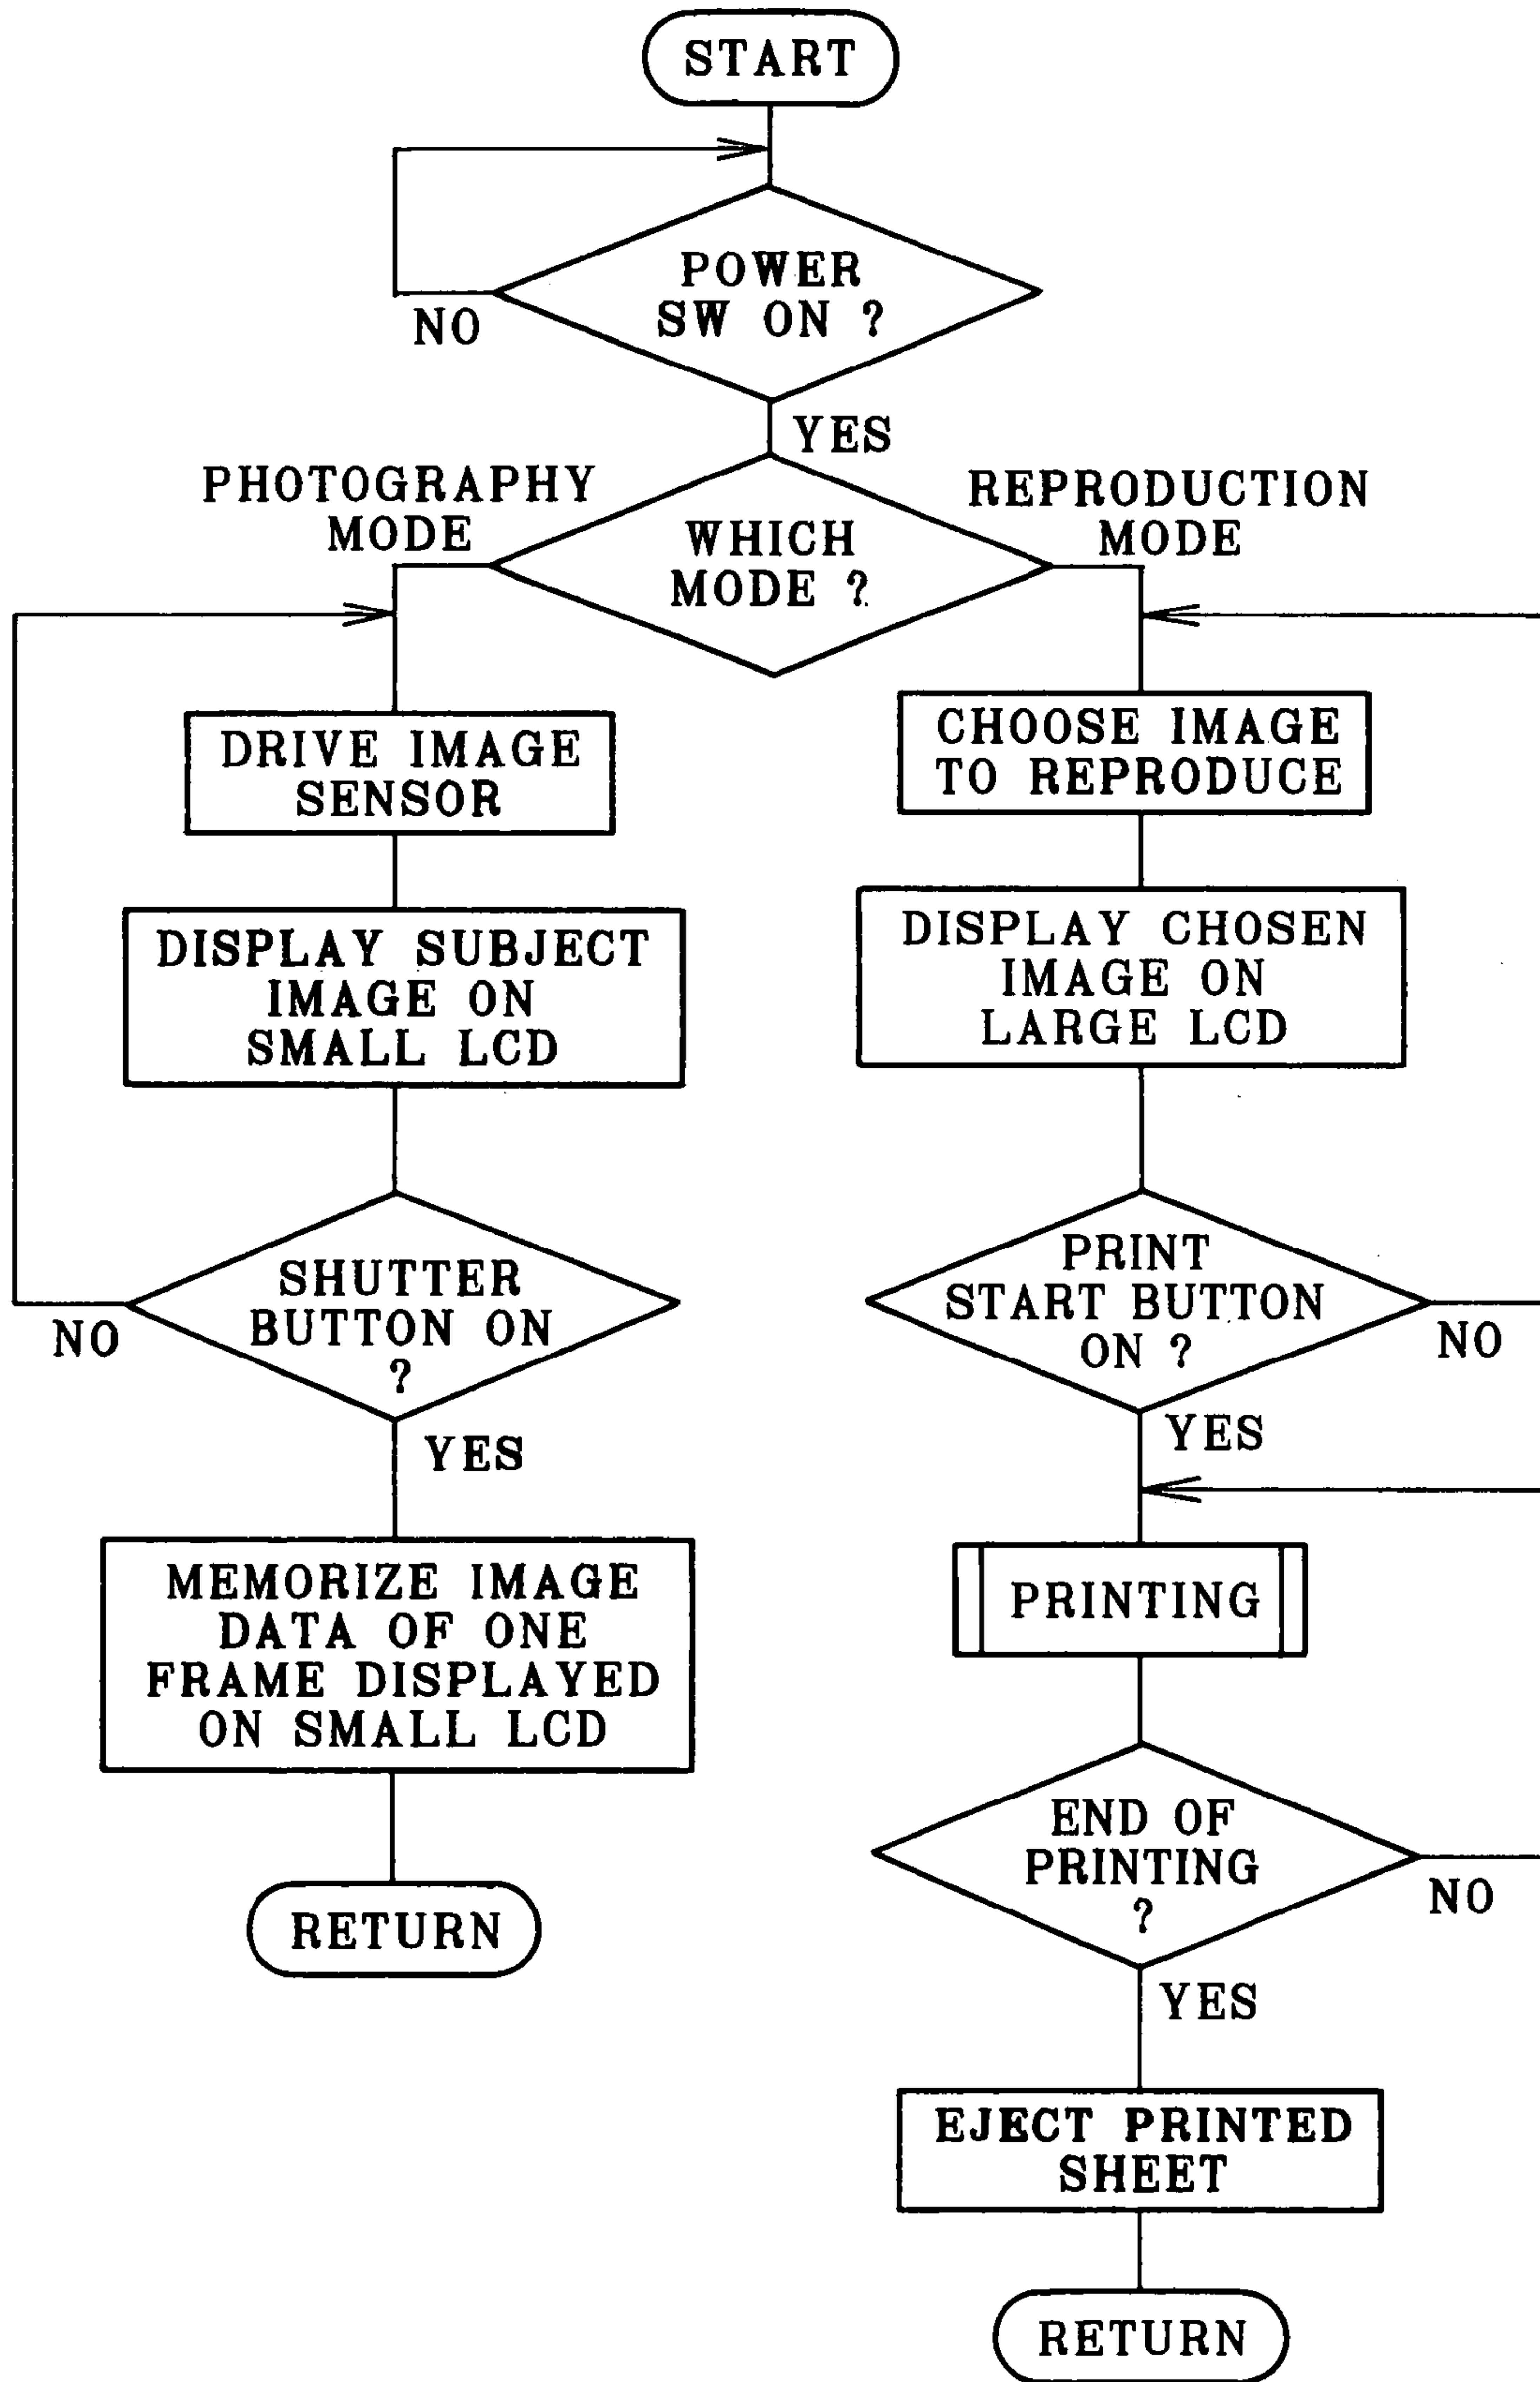 START
POWER
SW ON ?
NO
YES
PHOTOGRAPHY
MODE
WHICH
MODE ?
REPRODUCTION
MODE
DRIVE IMAGE
SENSOR
DISPLAY SUBJECT
IMAGE ON
SMALL LCD
SHUTTER
BUTTON ON
?
NO
YES
MEMORIZE IMAGE
DATA OF ONE
FRAME DISPLAYED
ON SMALL LCD
RETURN
CHOOSE IMAGE
TO REPRODUCE
DISPLAY CHOSEN
IMAGE ON
LARGE LCD
PRINT
START BUTTON
ON ?
NO
YES
PRINTING
END OF
PRINTING
?
NO
YES
EJECT PRINTED
SHEET
RETURN